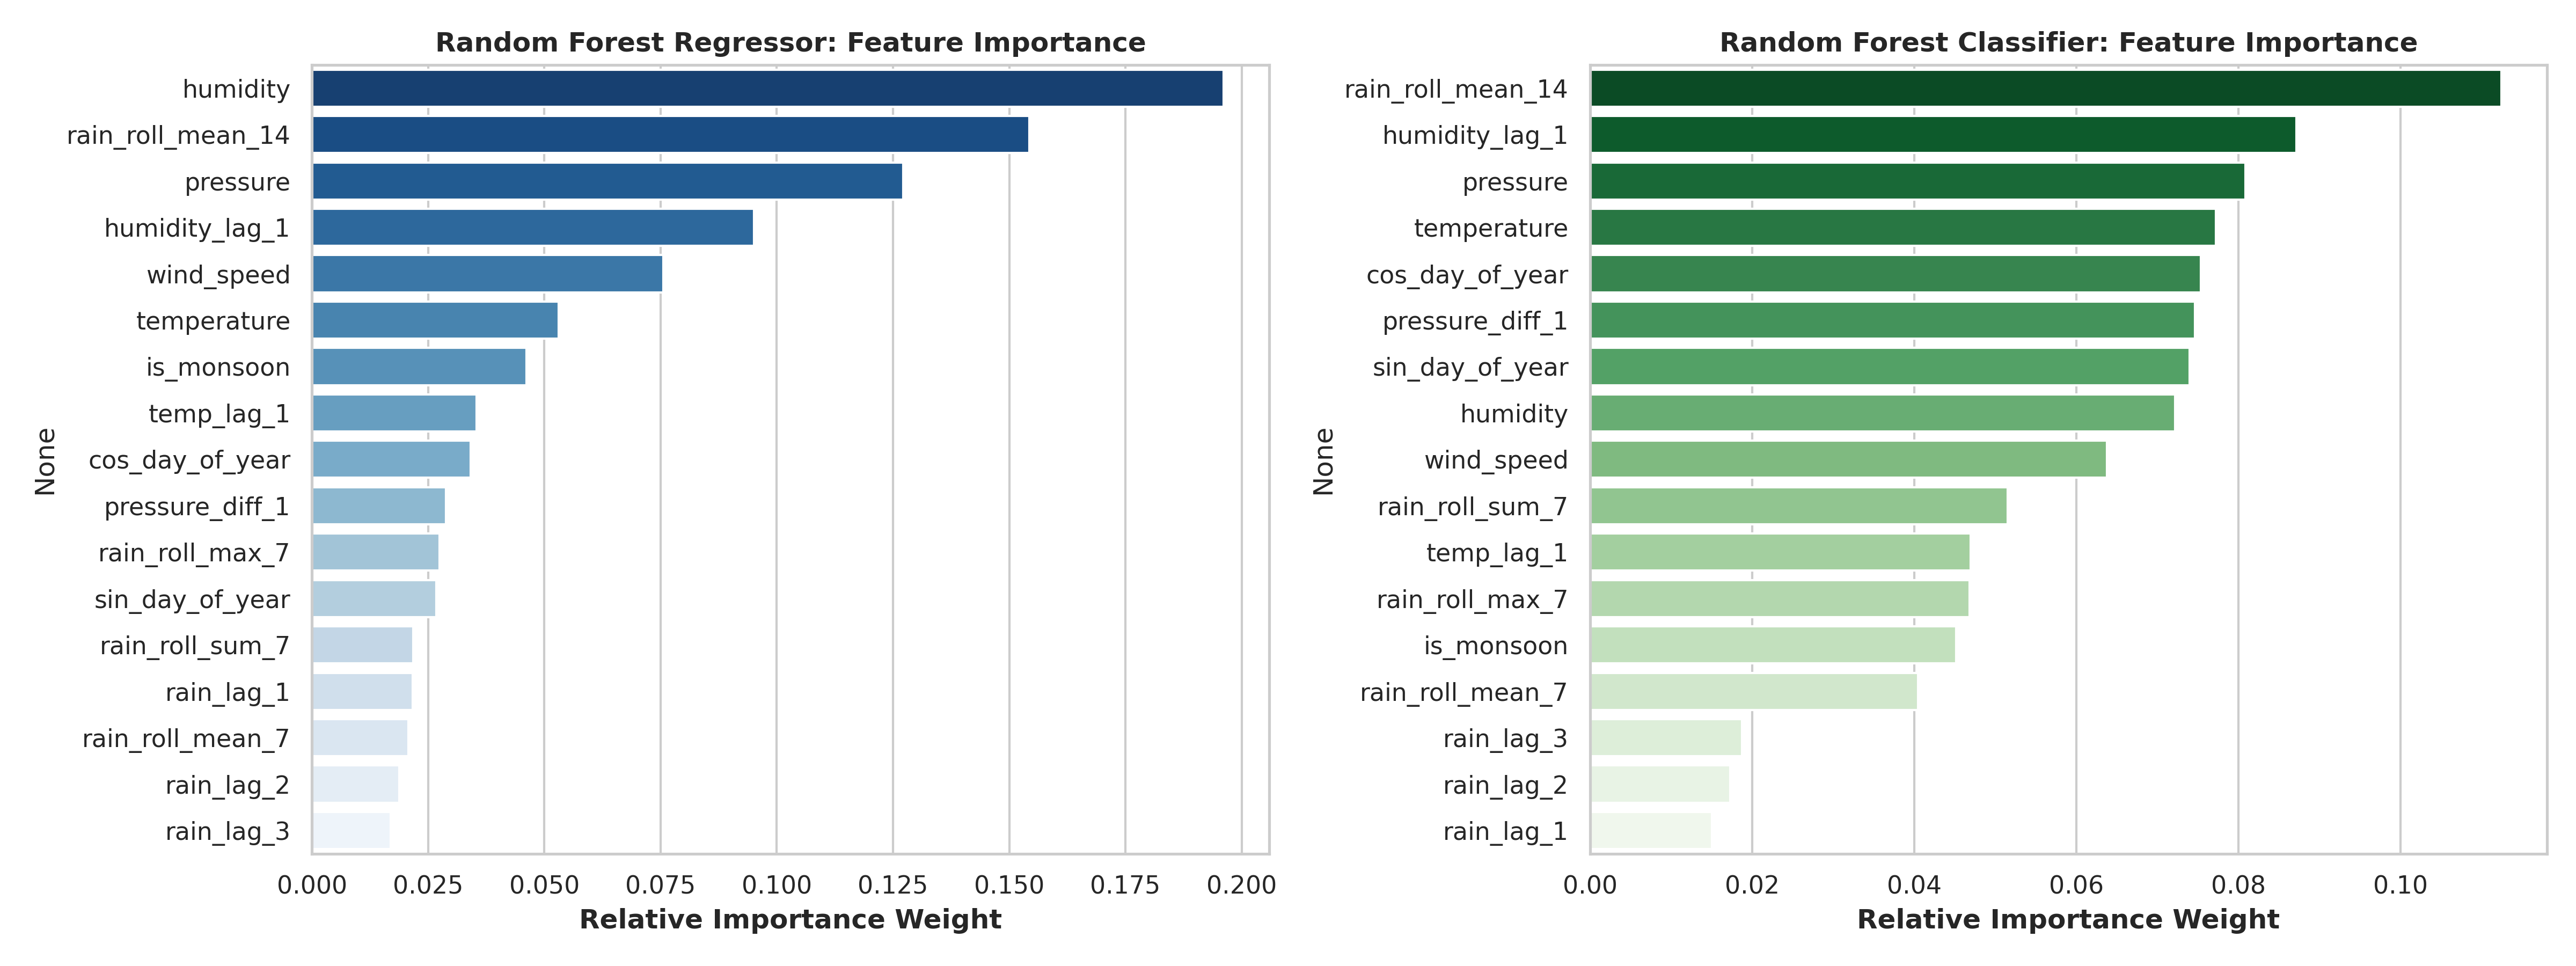 Random Forest Regressor: Feature Importance
humidity
rain_roll_mean_14
pressure
humidity_lag_1
wind_speed
temperature
is_monsoon
temp_lag_1
cos_day_of_year
pressure_diff_1
rain_roll_max_7
sin_day_of_year
rain_roll_sum_7
rain_lag_1
rain_roll_mean_7
rain_lag_2
rain_lag_3
None
0.000 0.025 0.050 0.075 0.100 0.125 0.150 0.175 0.200
Relative Importance Weight
Random Forest Classifier: Feature Importance
rain_roll_mean_14
humidity_lag_1
pressure
temperature
cos_day_of_year
pressure_diff_1
sin_day_of_year
humidity
wind_speed
rain_roll_sum_7
temp_lag_1
rain_roll_max_7
is_monsoon
rain_roll_mean_7
rain_lag_3
rain_lag_2
rain_lag_1
None
0.00 0.02 0.04 0.06 0.08 0.10
Relative Importance Weight